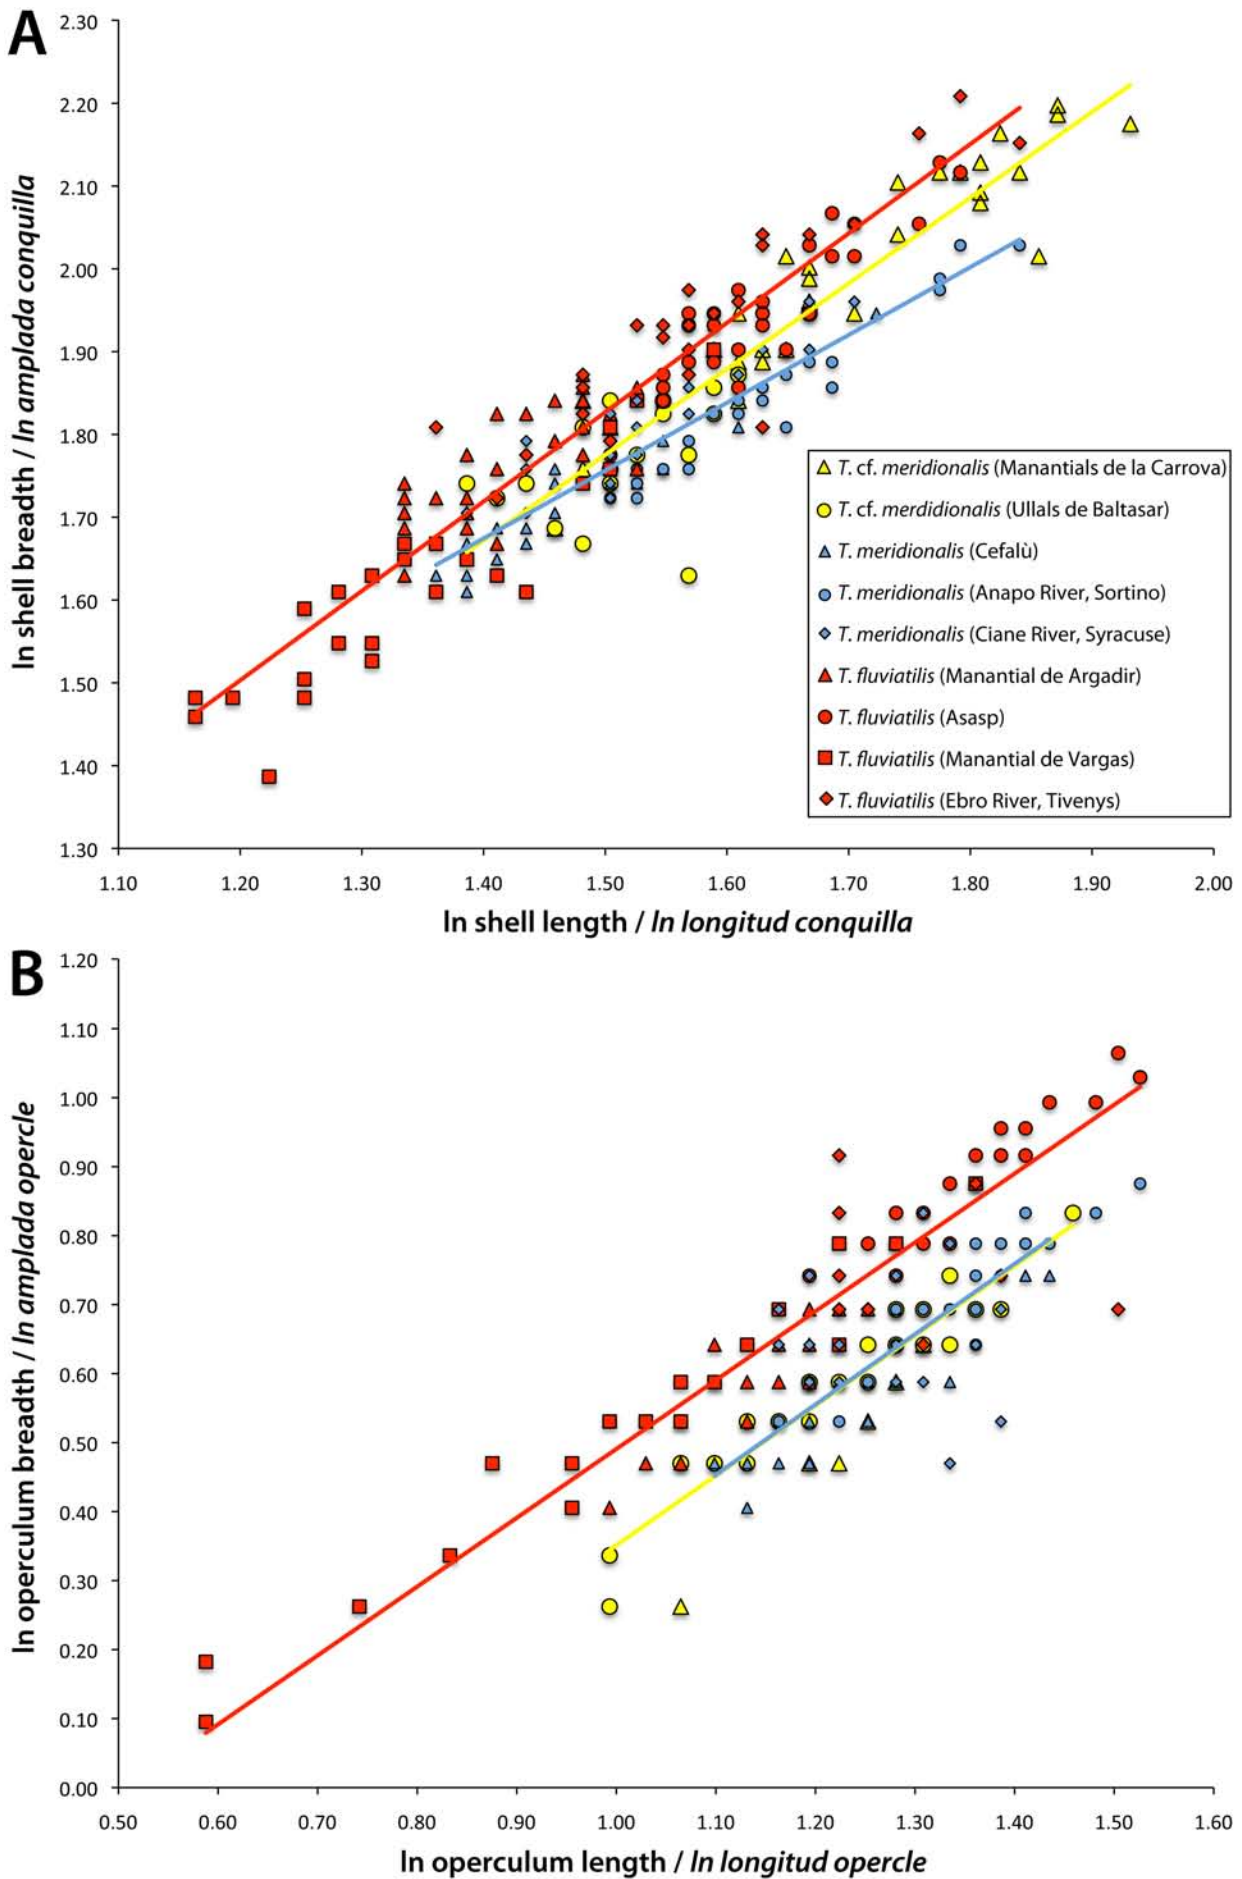 A
2.30
2.20
2.10
2.00
1.90
1.80
1.70
1.60
1.50
1.40
1.30
ln shell breadth / ln amplada conquilla
T. cf. meridionalis (Manantials de la Carrova)
T. cf. merdidionalis (Ullals de Baltasar)
T. meridionalis (Cefalù)
T. meridionalis (Anapo River, Sortino)
T. meridionalis (Ciane River, Syracuse)
T. fluviatilis (Manantial de Argadir)
T. fluviatilis (Asasp)
T. fluviatilis (Manantial de Vargas)
T. fluviatilis (Ebro River, Tivenys)
1.10 1.20 1.30 1.40 1.50 1.60 1.70 1.80 1.90 2.00
ln shell length / ln longitud conquilla
B
1.20
1.10
1.00
0.90
0.80
0.70
0.60
0.50
0.40
0.30
0.20
0.10
0.00
ln operculum breadth / ln amplada opercle
0.50 0.60 0.70 0.80 0.90 1.00 1.10 1.20 1.30 1.40 1.50 1.60
ln operculum length / ln longitud opercle